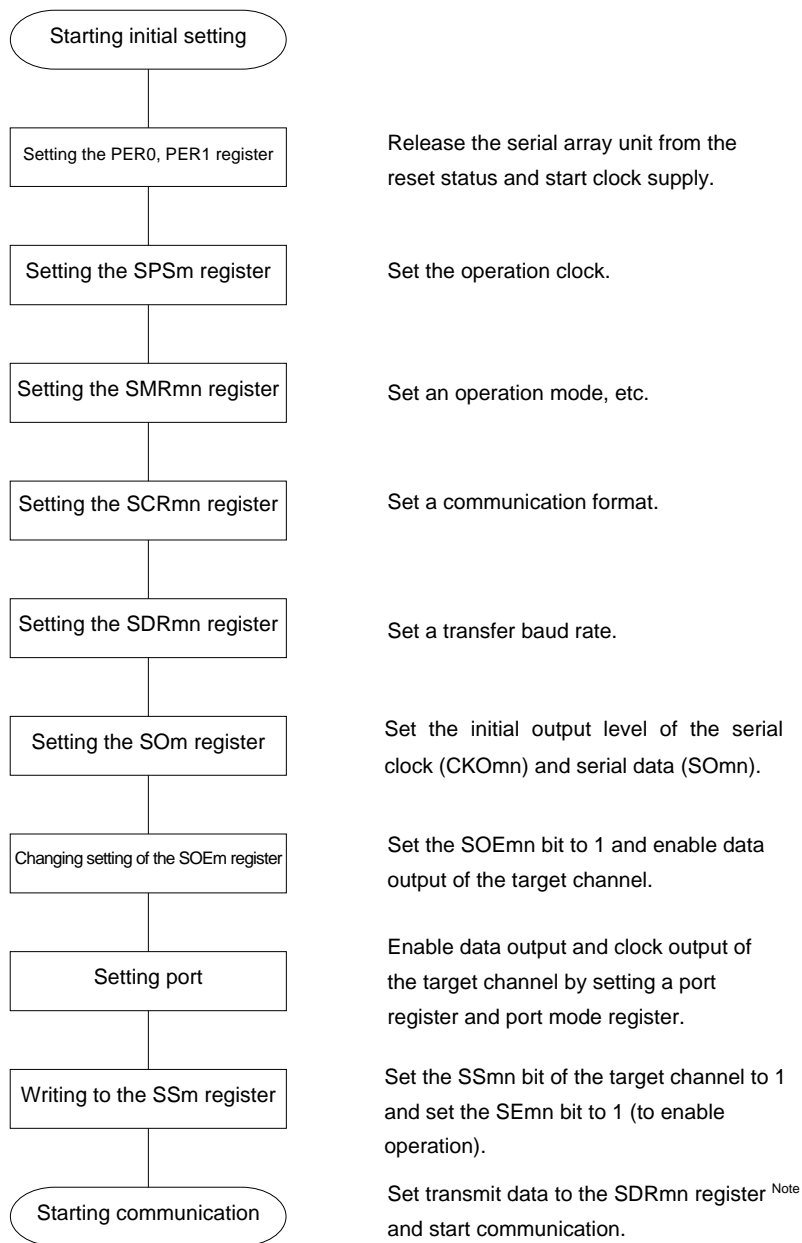 Starting initial setting
Setting the PER0, PER1 register
Release the serial array unit from the
reset status and start clock supply.
Setting the SPSm register
Set the operation clock.
Setting the SMRmn register
Set an operation mode, etc.
Setting the SCRmn register
Set a communication format.
Setting the SDRmn register
Set a transfer baud rate.
Setting the SOm register
Set the initial output level of the serial
clock (CKOmn) and serial data (SOmn).
Changing setting of the SOEm register
Set the SOEmn bit to 1 and enable data
output of the target channel.
Setting port
Enable data output and clock output of
the target channel by setting a port
register and port mode register.
Writing to the SSm register
Set the SSmn bit of the target channel to 1
and set the SEmn bit to 1 (to enable
operation).
Starting communication
Set transmit data to the SDRmn register Note
and start communication.